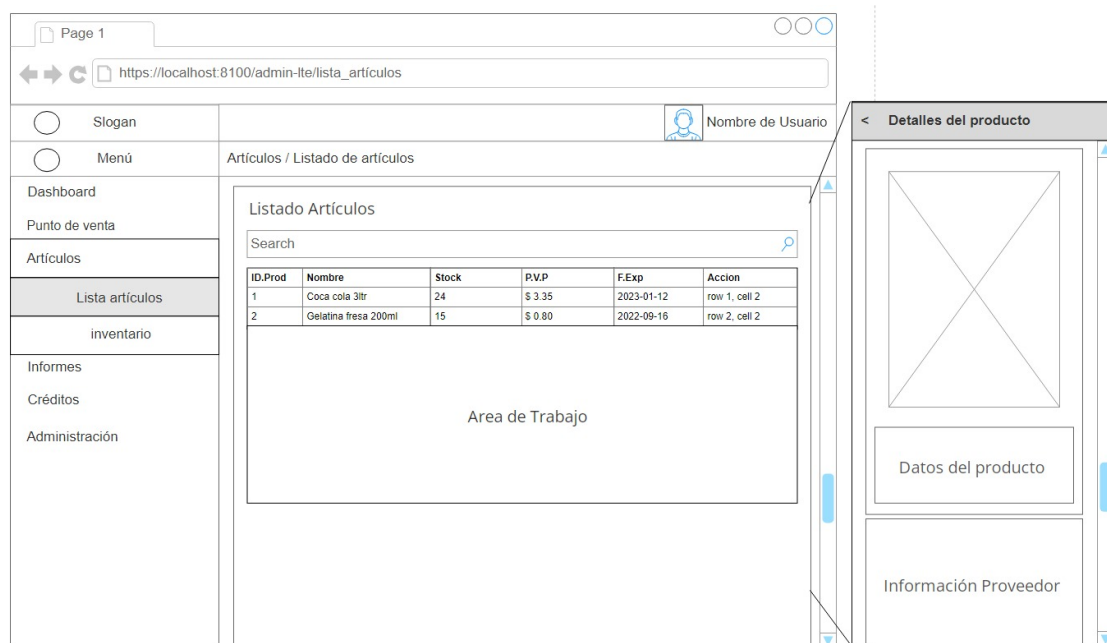 Page 1
https://localhost:8100/admin-lte/lista_artículos
Slogan
Nombre de Usuario
Menú
Artículos / Listado de artículos
Dashboard
Punto de venta
Artículos
Lista artículos
inventario
Informes
Créditos
Administración
Listado Artículos
Search
ID.Prod Nombre Stock P.V.P F.Exp Accion
1 Coca cola 3ltr 24 $ 3.35 2023-01-12 row 1, cell 2
2 Gelatina fresa 200ml 15 $ 0.80 2022-09-16 row 2, cell 2
Area de Trabajo
< Detalles del producto
Datos del producto
Información Proveedor